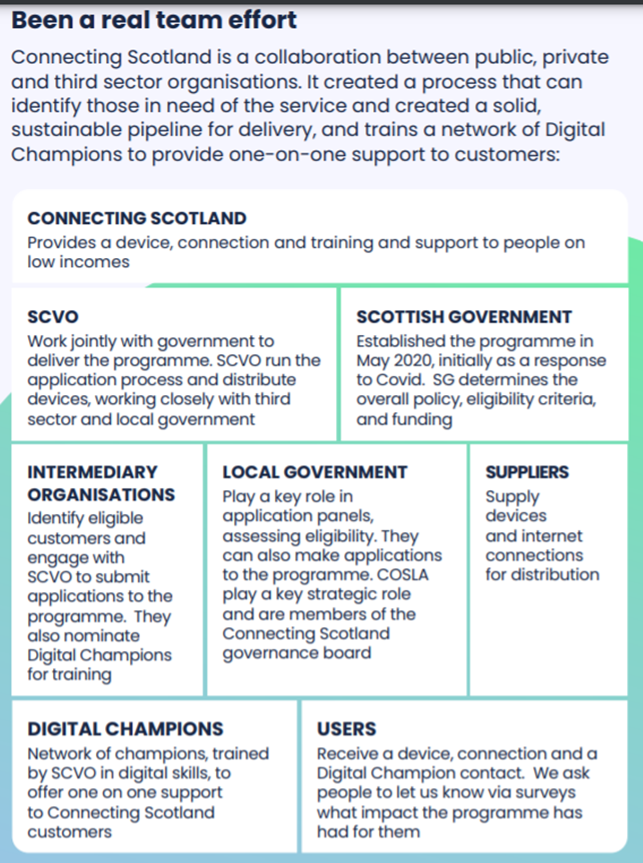 Been a real team effort
Connecting Scotland is a collaboration between public, private
and third sector organisations. It created a process that can
identify those in need of the service and created a solid,
sustainable pipeline for delivery, and trains a network of Digital
Champions to provide one-on-one support to customers:
CONNECTING SCOTLAND
Provides a device, connection and training and support to people on
low incomes
SCVO
Work jointly with government to
deliver the programme. SCVO run the
application process and distribute
devices, working closely with third
sector and local government
SCOTTISH GOVERNMENT
Established the programme in
May 2020, initially as a response
to Covid.  SG determines the
overall policy, eligibility criteria,
and funding
INTERMEDIARY
ORGANISATIONS
Identify eligible
customers and
engage with
SCVO to submit
applications to the
programme.  They
also nominate
Digital Champions
for training
LOCAL GOVERNMENT
Play a key role in
application panels,
assessing eligibility. They
can also make applications
to the programme. COSLA
play a key strategic role
and are members of the
Connecting Scotland
governance board
SUPPLIERS
Supply
devices
and internet
connections
for distribution
DIGITAL CHAMPIONS
Network of champions, trained
by SCVO in digital skills, to
offer one on one support
to Connecting Scotland
customers
USERS
Receive a device, connection and a
Digital Champion contact.  We ask
people to let us know via surveys
what impact the programme has
had for them